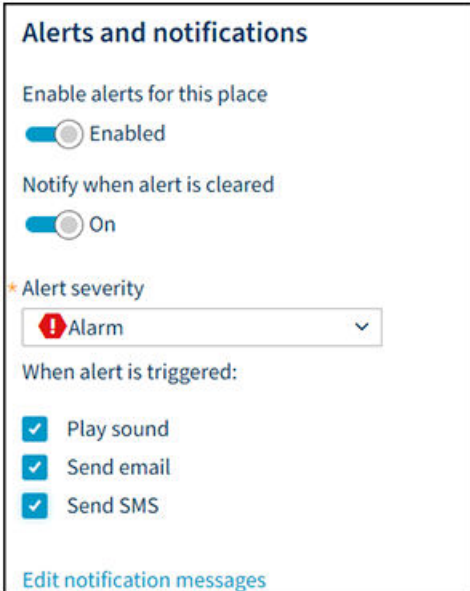 Alerts and notifications
Enable alerts for this place
Enabled
Notify when alert is cleared
On
* Alert severity
Alarm
When alert is triggered:
Play sound
Send email
Send SMS
Edit notification messages